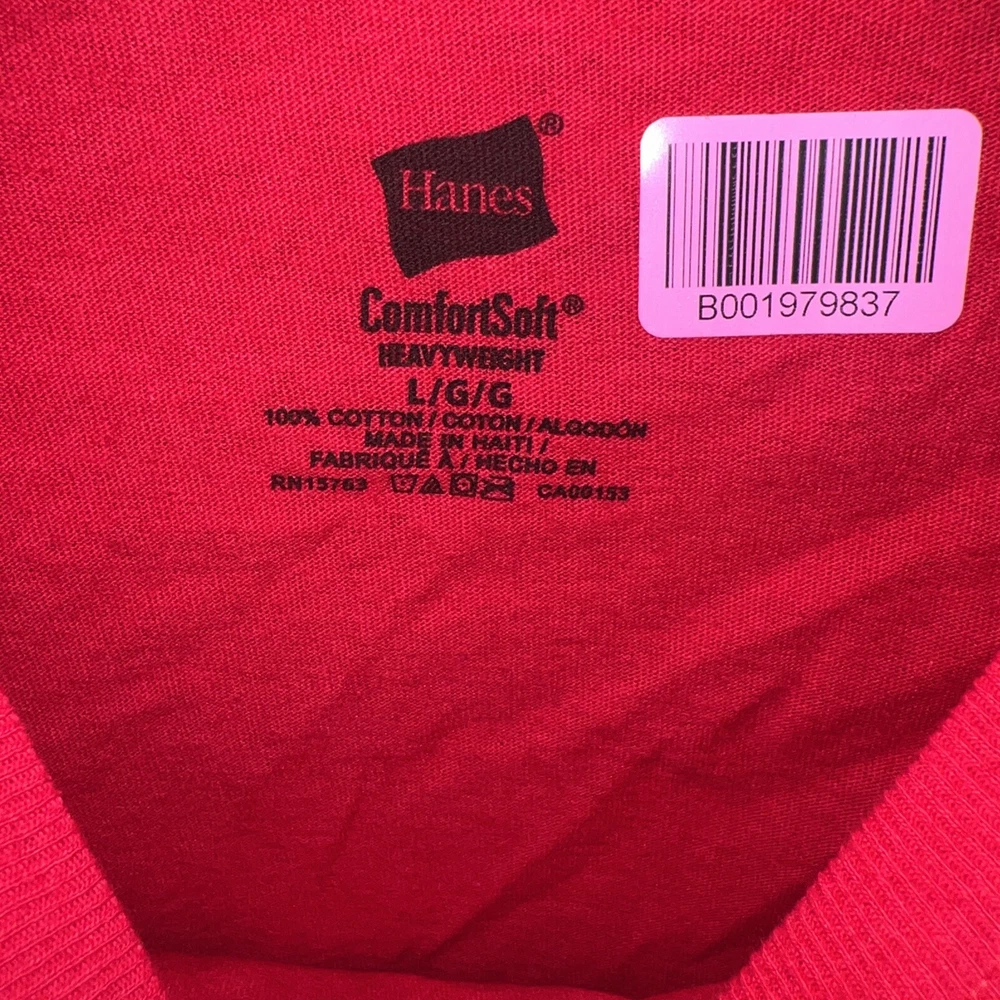 Hanes®
ComfortSoft®
HEAVYWEIGHT
L/G/G
100% COTTON / COTON / ALGODÓN
MADE IN HAITI /
FABRIQUÉ À / HECHO EN
RN15763 CA00153
B001979837